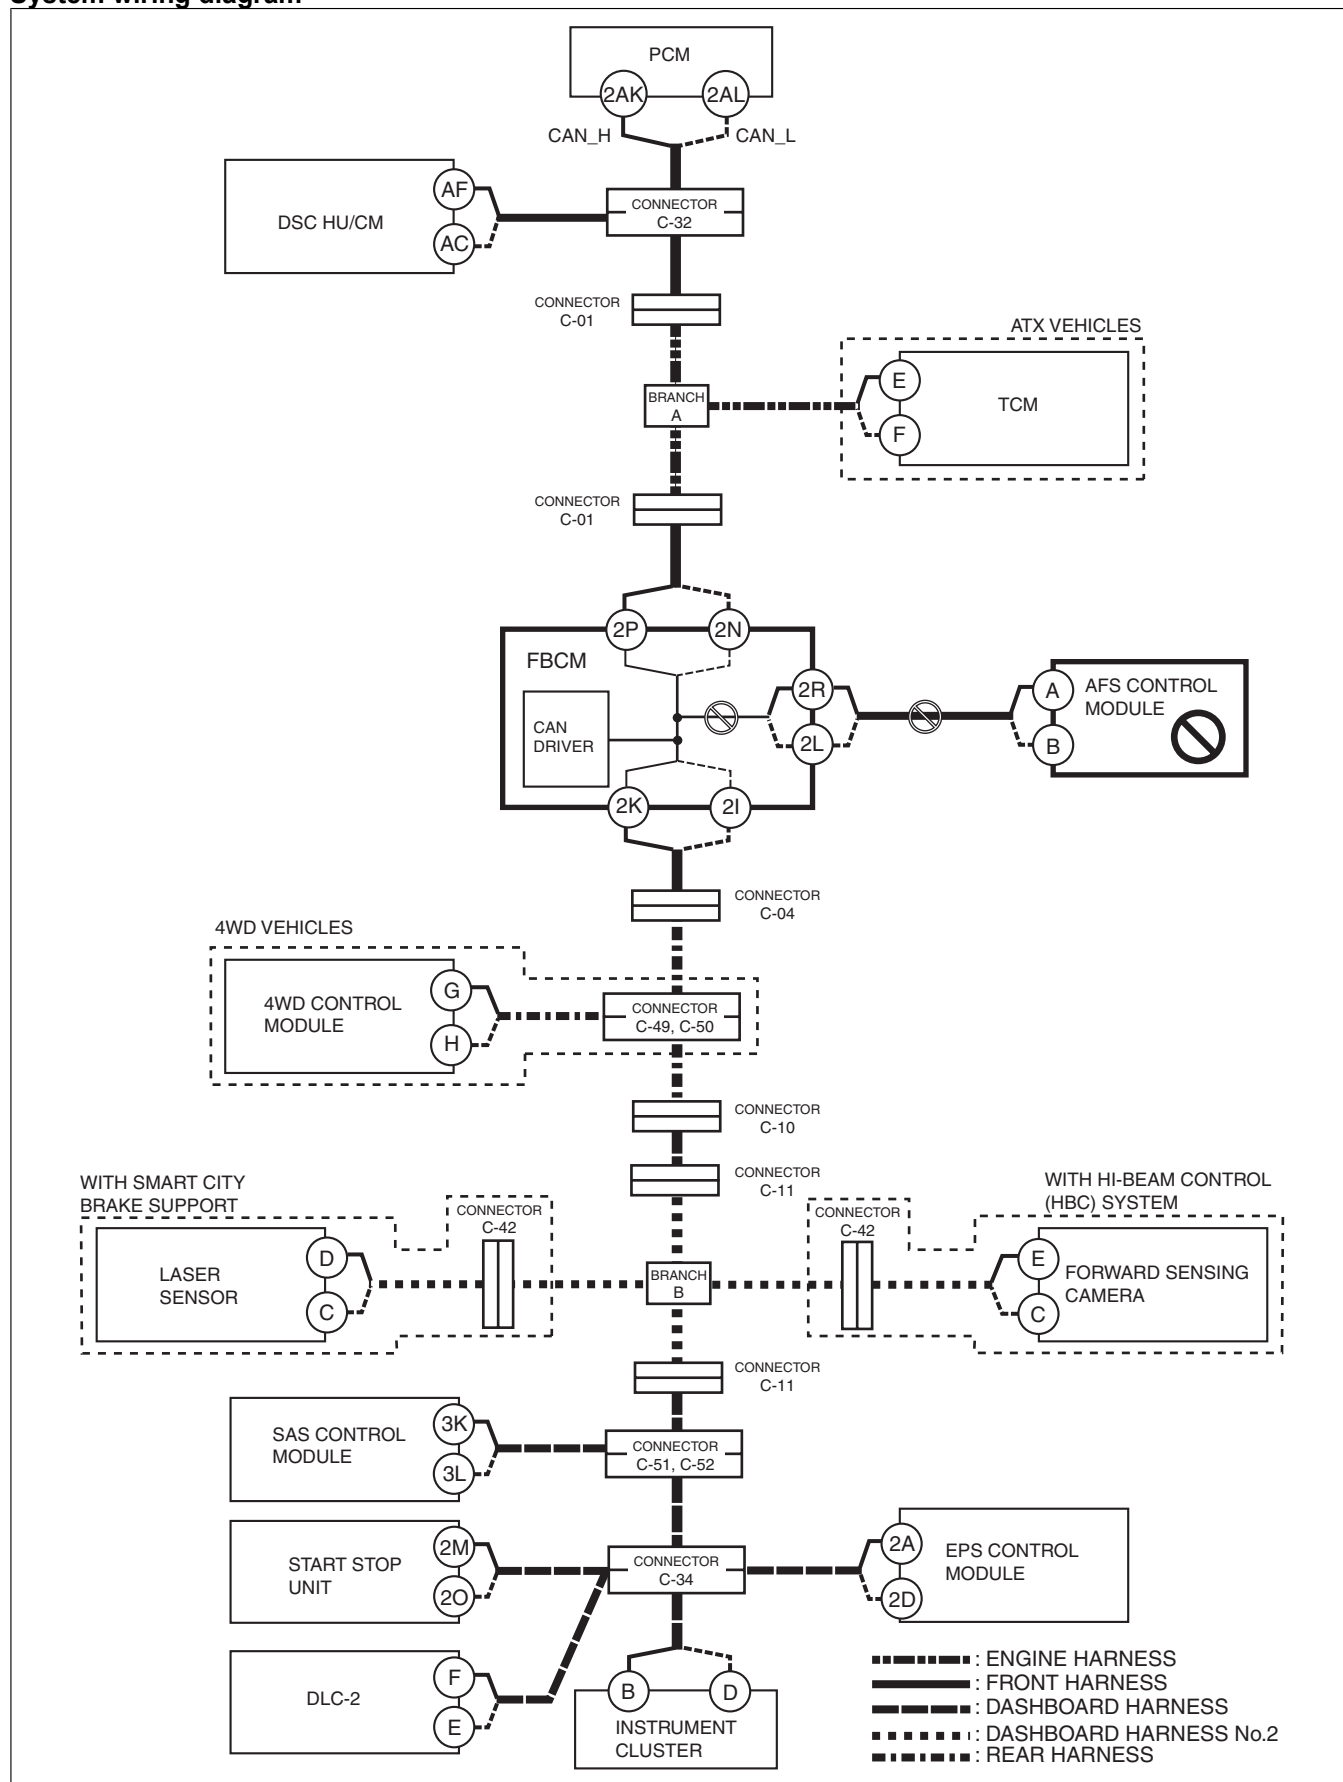 System wiring diagram
PCM
2AK
2AL
CAN_H
CAN_L
DSC HU/CM
AF
AC
CONNECTOR
C-32
CONNECTOR
C-01
ATX VEHICLES
BRANCH
A
E
F
TCM
CONNECTOR
C-01
2P
2N
FBCM
CAN
DRIVER
2R
2L
A
B
AFS CONTROL
MODULE
2K
2I
CONNECTOR
C-04
4WD VEHICLES
4WD CONTROL
MODULE
G
H
CONNECTOR
C-49, C-50
CONNECTOR
C-10
CONNECTOR
C-11
WITH SMART CITY
BRAKE SUPPORT
CONNECTOR
C-42
LASER
SENSOR
D
C
BRANCH
B
WITH HI-BEAM CONTROL
(HBC) SYSTEM
CONNECTOR
C-42
E
C
FORWARD SENSING
CAMERA
CONNECTOR
C-11
SAS CONTROL
MODULE
3K
3L
CONNECTOR
C-51, C-52
START STOP
UNIT
2M
2O
CONNECTOR
C-34
2A
2D
EPS CONTROL
MODULE
DLC-2
F
E
B
D
INSTRUMENT
CLUSTER
: ENGINE HARNESS
: FRONT HARNESS
: DASHBOARD HARNESS
: DASHBOARD HARNESS No.2
: REAR HARNESS